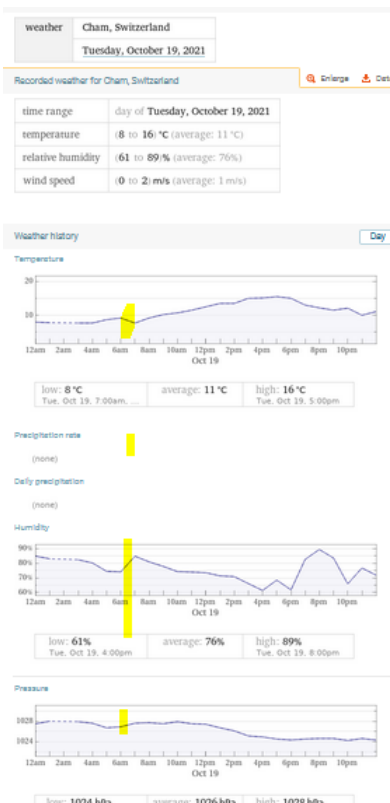 weather Cham, Switzerland
Tuesday, October 19, 2021
Recorded weather for Cham, Switzerland Enlarge
time range day of Tuesday, October 19, 2021
temperature (8 to 16) °C (average: 11 °C)
relative humidity (61 to 89)% (average: 76%)
wind speed (0 to 2) m/s (average: 1 m/s)
Weather history Day
Temperature
20
10
12am 2am 4am 6am 8am 10am 12pm 2pm 4pm 6pm 8pm 10pm
Oct 19
low: 8 °C average: 11 °C high: 16 °C
Tue, Oct 19, 7:00am, ... Tue, Oct 19, 5:00pm
Precipitation rate
(none)
Daily precipitation
(none)
Humidity
90%
80%
70%
60%
12am 2am 4am 6am 8am 10am 12pm 2pm 4pm 6pm 8pm 10pm
Oct 19
low: 61% average: 76% high: 89%
Tue, Oct 19, 4:00pm Tue, Oct 19, 8:00pm
Pressure
1028
1024
12am 2am 4am 6am 8am 10am 12pm 2pm 4pm 6pm 8pm 10pm
Oct 19
low: 1024 hPa average: 1026 hPa high: 1028 hPa